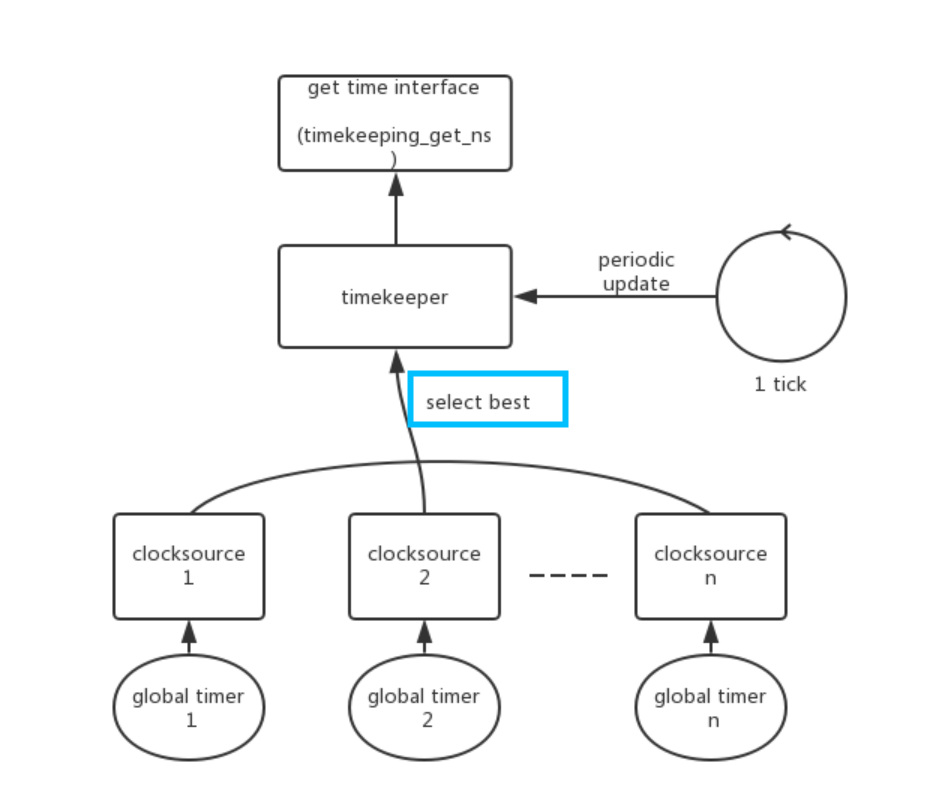 get time interface
(timekeeping_get_ns
)
timekeeper
periodic
update
1 tick
select best
clocksource
1
clocksource
2
clocksource
n
global timer
1
global timer
2
global timer
n